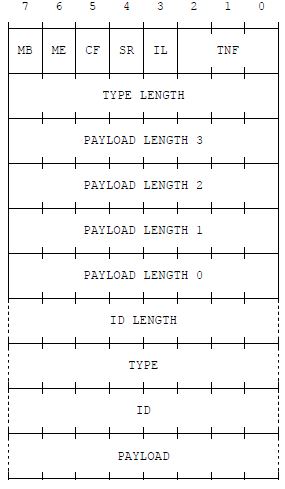 7 6 5 4 3 2 1 0
MB ME CF SR IL TNF
TYPE LENGTH
PAYLOAD LENGTH 3
PAYLOAD LENGTH 2
PAYLOAD LENGTH 1
PAYLOAD LENGTH 0
ID LENGTH
TYPE
ID
PAYLOAD